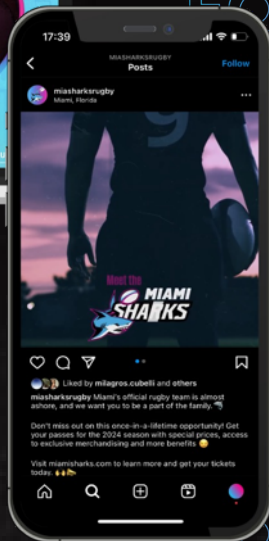 17:39
MIASHARKSRUGBY
Posts
Follow
miasharksrugby
Miami, Florida
9
Meet the
MIAMI
SHARKS
Liked by milagros.cubelli and others
miasharksrugby Miami's official rugby team is almost
ashore, and we want you to be a part of the family. 🦈
Don't miss out on this once-in-a-lifetime opportunity! Get
your passes for the 2024 season with special prices, access
to exclusive merchandising and more benefits 😏
Visit miamisharks.com to learn more and get your tickets
today.